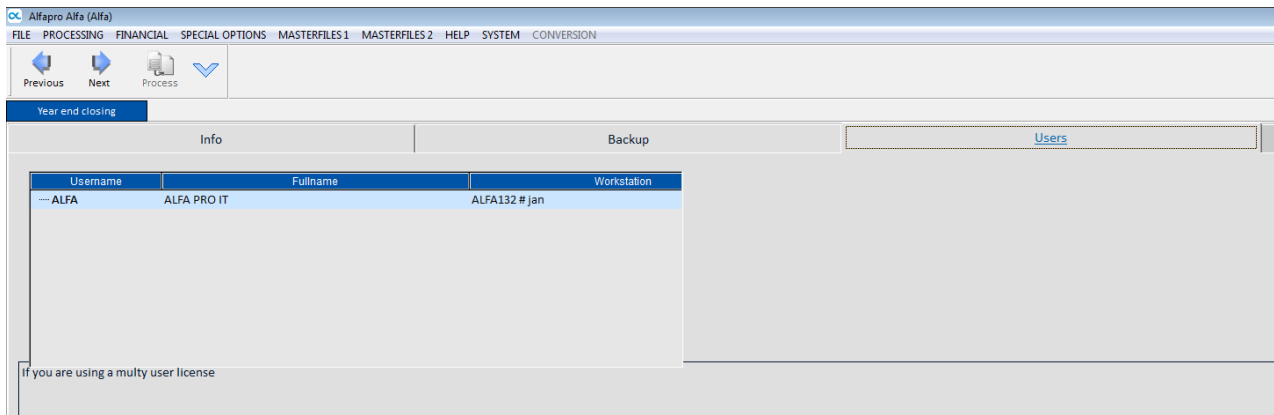 Alfapro Alfa (Alfa)
FILE PROCESSING FINANCIAL SPECIAL OPTIONS MASTERFILES 1 MASTERFILES 2 HELP SYSTEM CONVERSION
Previous Next Process
Year end closing
Info Backup Users
Username Fullname Workstation
ALFA ALFA PRO IT ALFA132 # jan
If you are using a multy user license